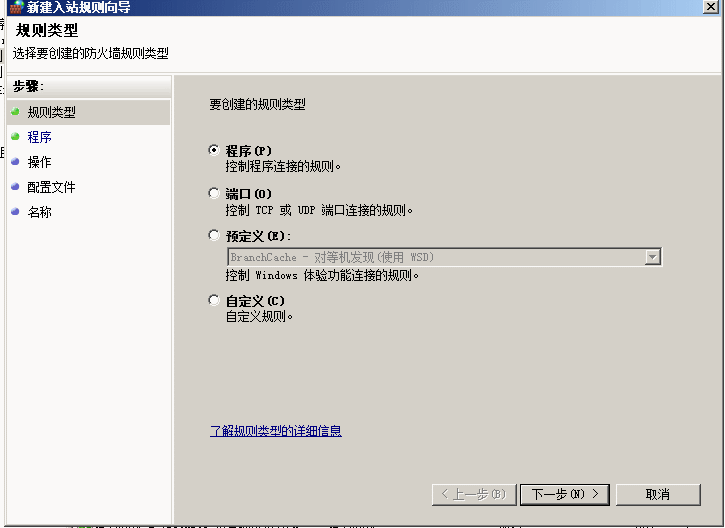 新建入站规则向导
规则类型
选择要创建的防火墙规则类型
步骤:
规则类型
程序
操作
配置文件
名称
要创建的规则类型
程序(P)
控制程序连接的规则。
端口(O)
控制 TCP 或 UDP 端口连接的规则。
预定义(E):
BranchCache - 对等机发现(使用 WSD)
控制 Windows 体验功能连接的规则。
自定义(C)
自定义规则。
了解规则类型的详细信息
< 上一步(B)
下一步(N) >
取消